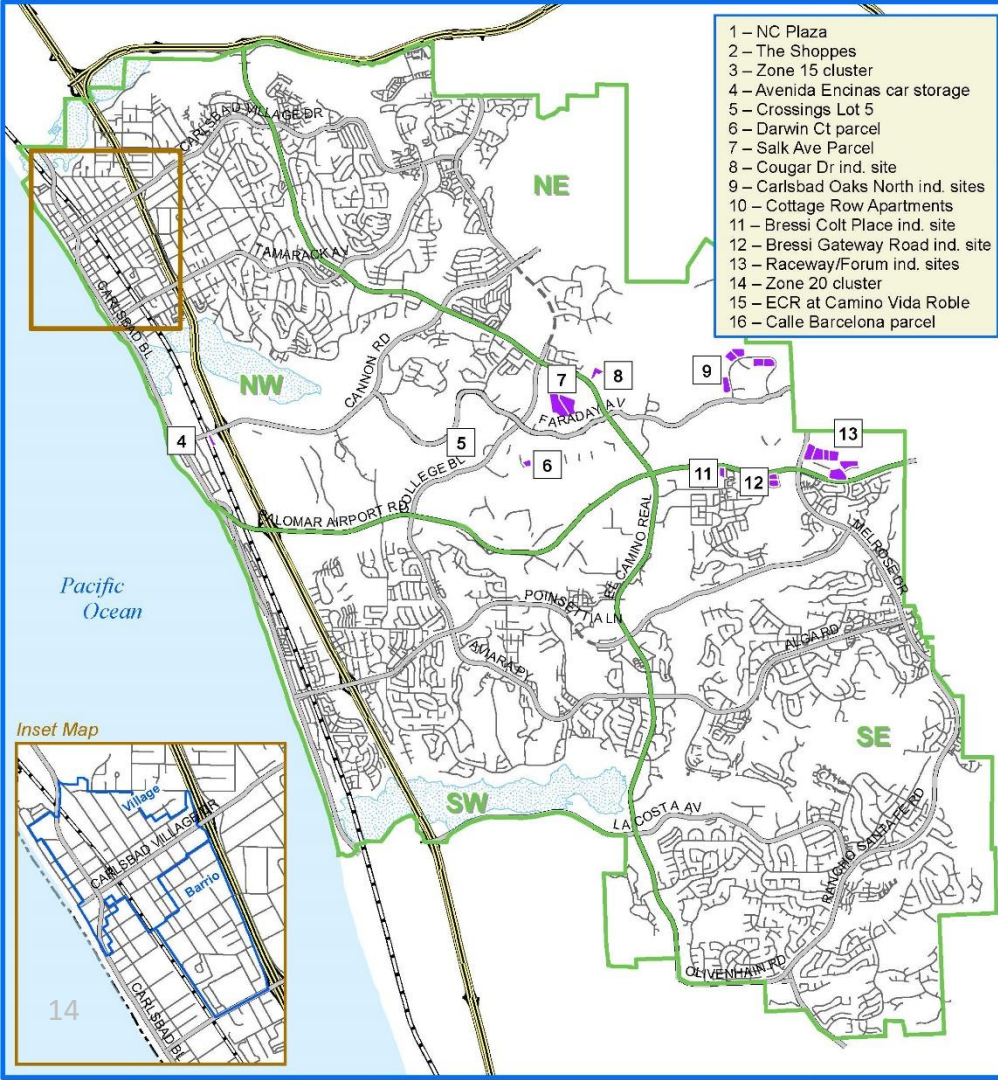 1 – NC Plaza
2 – The Shoppes
3 – Zone 15 cluster
4 – Avenida Encinas car storage
5 – Crossings Lot 5
6 – Darwin Ct parcel
7 – Salk Ave Parcel
8 – Cougar Dr ind. site
9 – Carlsbad Oaks North ind. sites
10 – Cottage Row Apartments
11 – Bressi Colt Place ind. site
12 – Bressi Gateway Road ind. site
13 – Raceway/Forum ind. sites
14 – Zone 20 cluster
15 – ECR at Camino Vida Roble
16 – Calle Barcelona parcel
CARLSBAD VILLAGE DR
NE
TAMARACK AV
CARLSBAD BL
NW
CANNON RD
7
8
9
FARADAY AV
4
5
COLLEGE BL
6
13
11
12
PALOMAR AIRPORT RD
EL CAMINO REAL
MELROSE DR
Pacific
Ocean
POINSETTIA LN
AVIARA PY
ALGA RD
SE
Inset Map
SW
LA COSTA AV
RANCHO SANTA FE RD
OLIVENHAIN RD
Village
CARLSBAD VILLAGE DR
Barrio
CARLSBAD BL
14